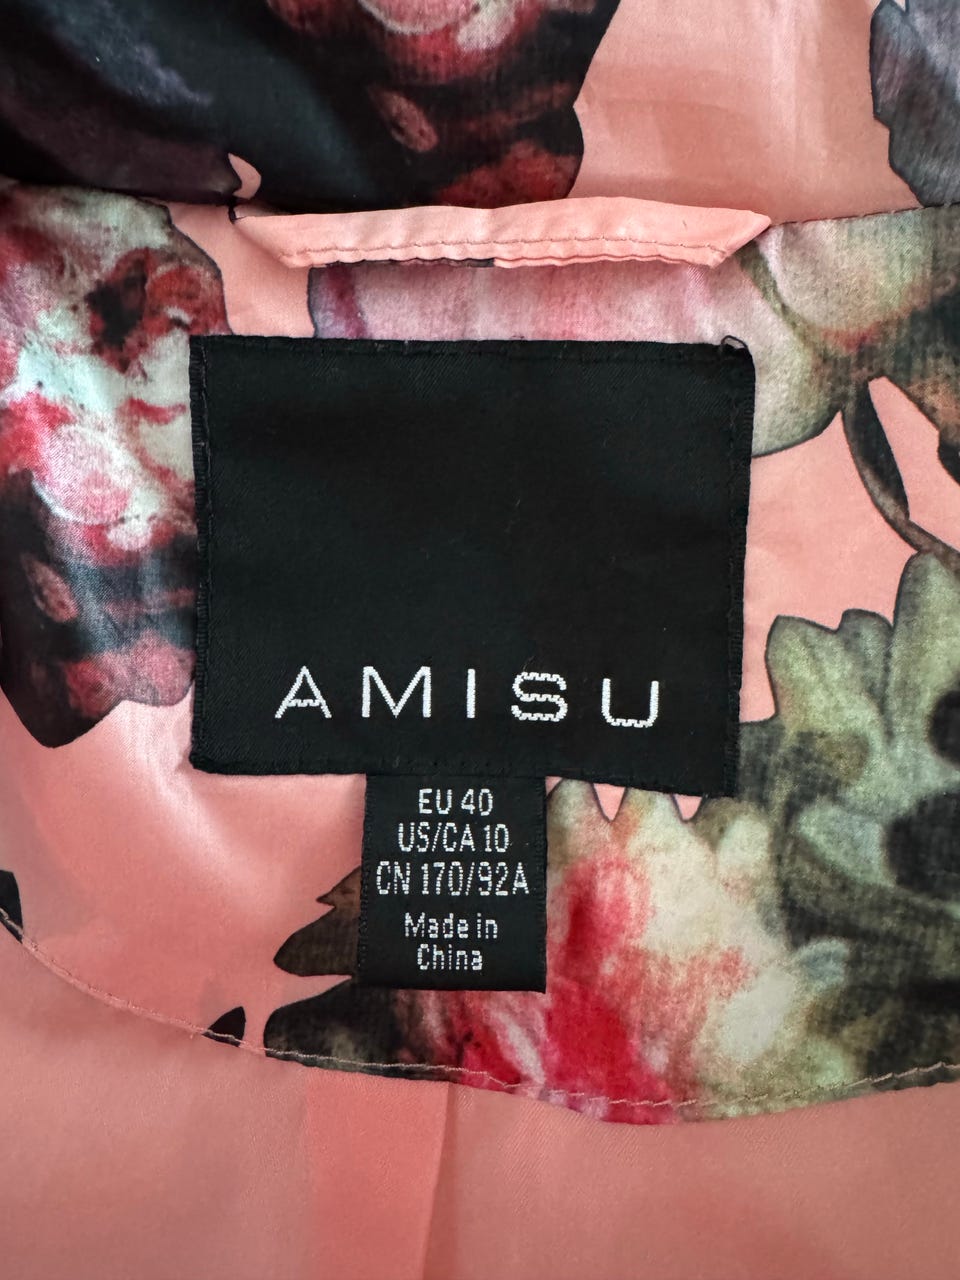 AMISU
EU 40
US/CA 10
CN 170/92A
Made in
China